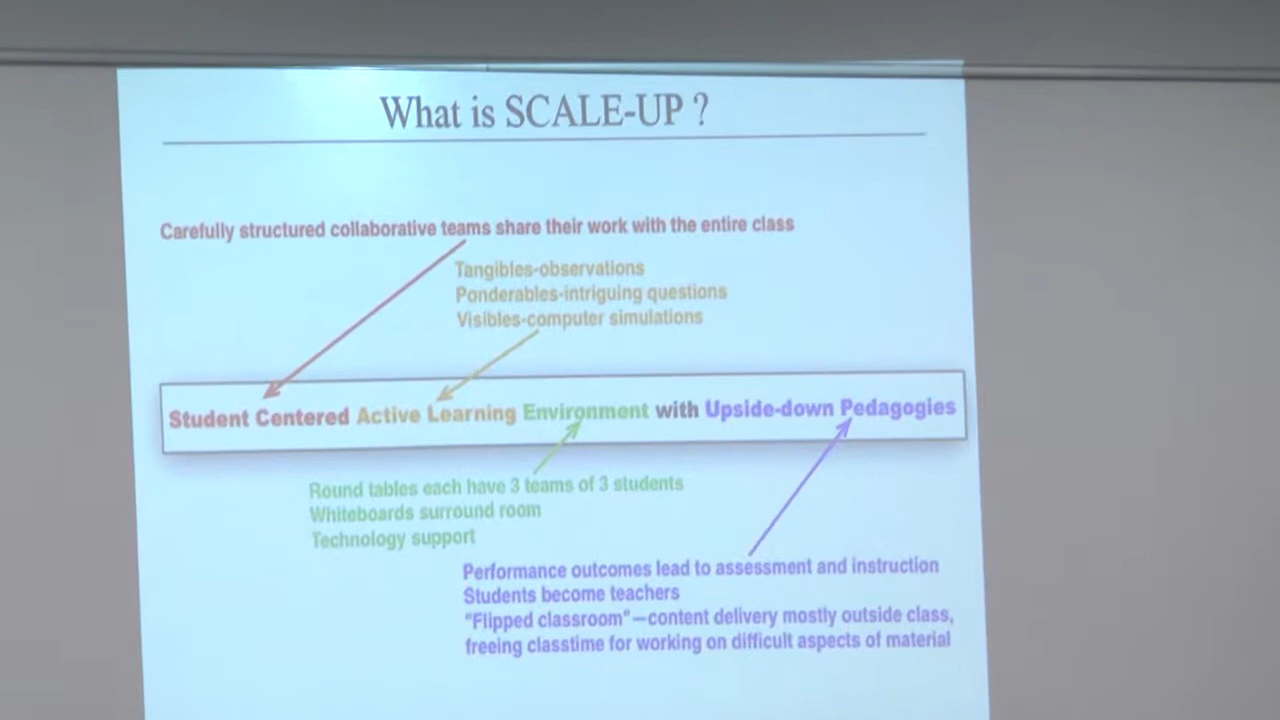 What is SCALE-UP ?
Carefully structured collaborative teams share their work with the entire class
Tangibles-observations
Ponderables-intriguing questions
Visibles-computer simulations
Student Centered Active Learning Environment with Upside-down Pedagogies
Round tables each have 3 teams of 3 students
Whiteboards surround room
Technology support
Performance outcomes lead to assessment and instruction
Students become teachers
"Flipped classroom"—content delivery mostly outside class,
freeing classtime for working on difficult aspects of material